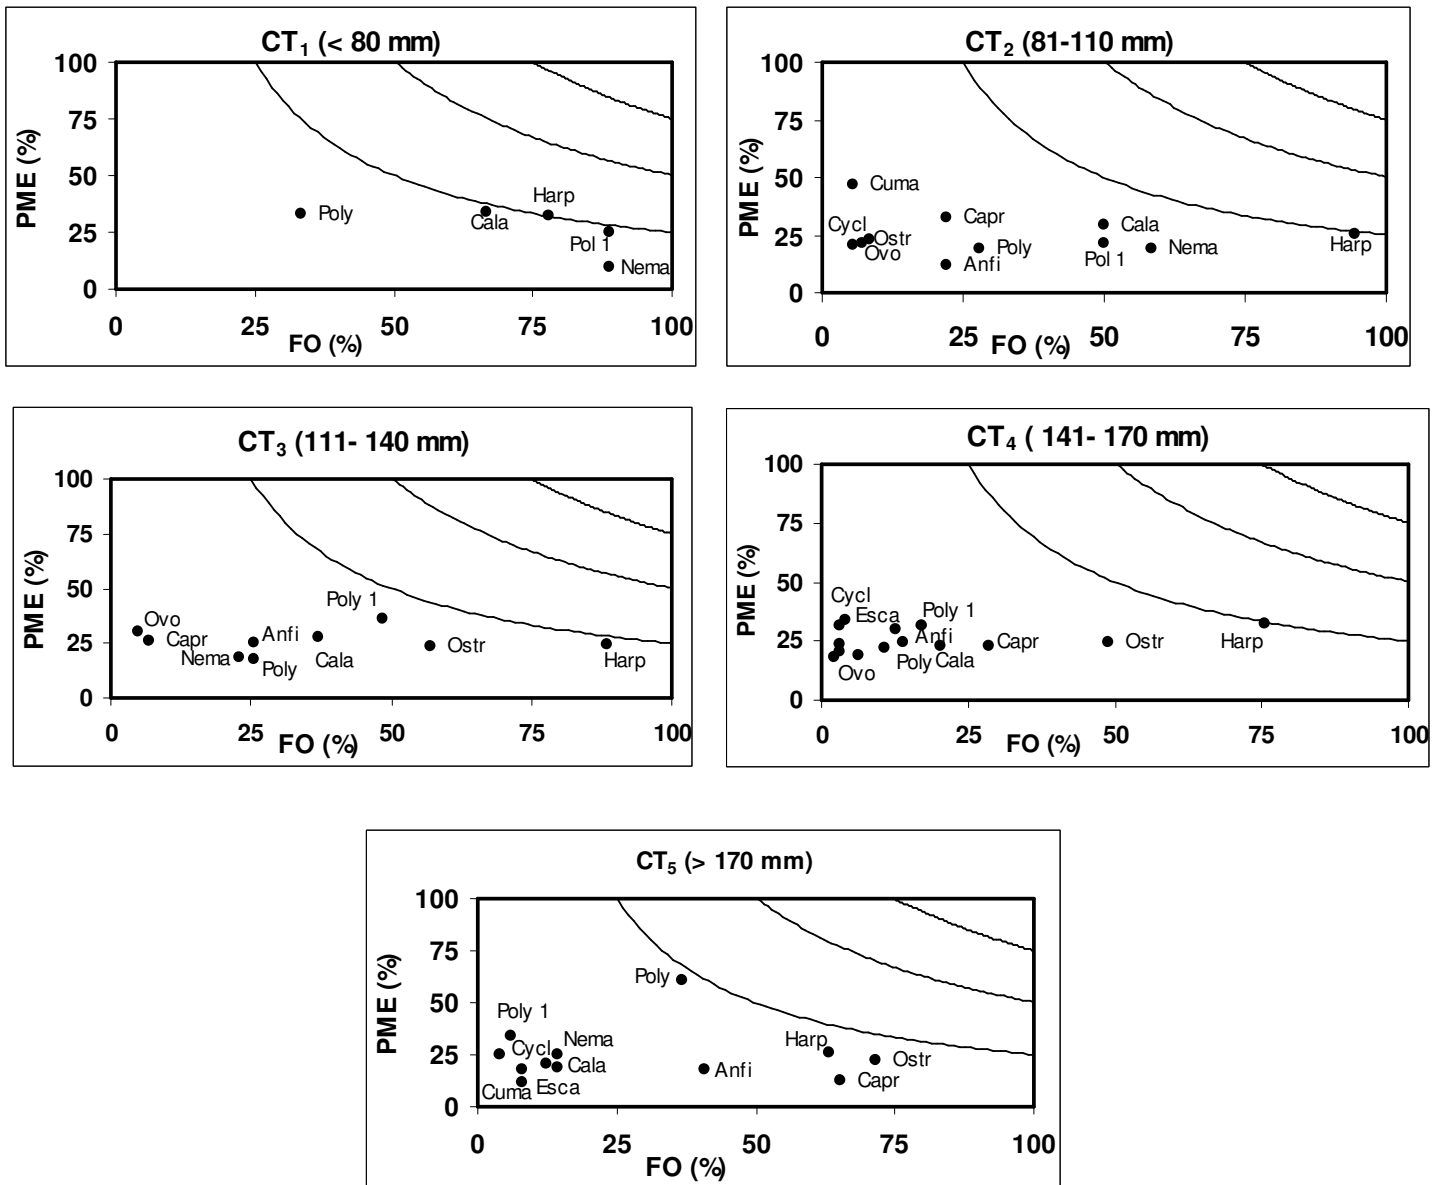 CT1 (< 80 mm)
PME (%)
100
75
50
25
0
Poly
Cala
Harp
Pol 1
Nema
0 25 50 75 100
FO (%)
CT2 (81-110 mm)
PME (%)
100
75
50
25
0
Cuma
Cycl
Ostr
Ovo
Capr
Poly
Anfi
Cala
Pol 1
Nema
Harp
0 25 50 75 100
FO (%)
CT3 (111- 140 mm)
PME (%)
100
75
50
25
0
Ovo
Capr
Nema
Anfi
Poly
Cala
Poly 1
Ostr
Harp
0 25 50 75 100
FO (%)
CT4 ( 141- 170 mm)
PME (%)
100
75
50
25
0
Cycl
Esca
Poly 1
Anfi
Ovo
Poly
Cala
Capr
Ostr
Harp
0 25 50 75 100
FO (%)
CT5 (> 170 mm)
PME (%)
100
75
50
25
0
Poly
Poly 1
Cycl
Nema
Cala
Cuma
Esca
Anfi
Harp
Ostr
Capr
0 25 50 75 100
FO (%)